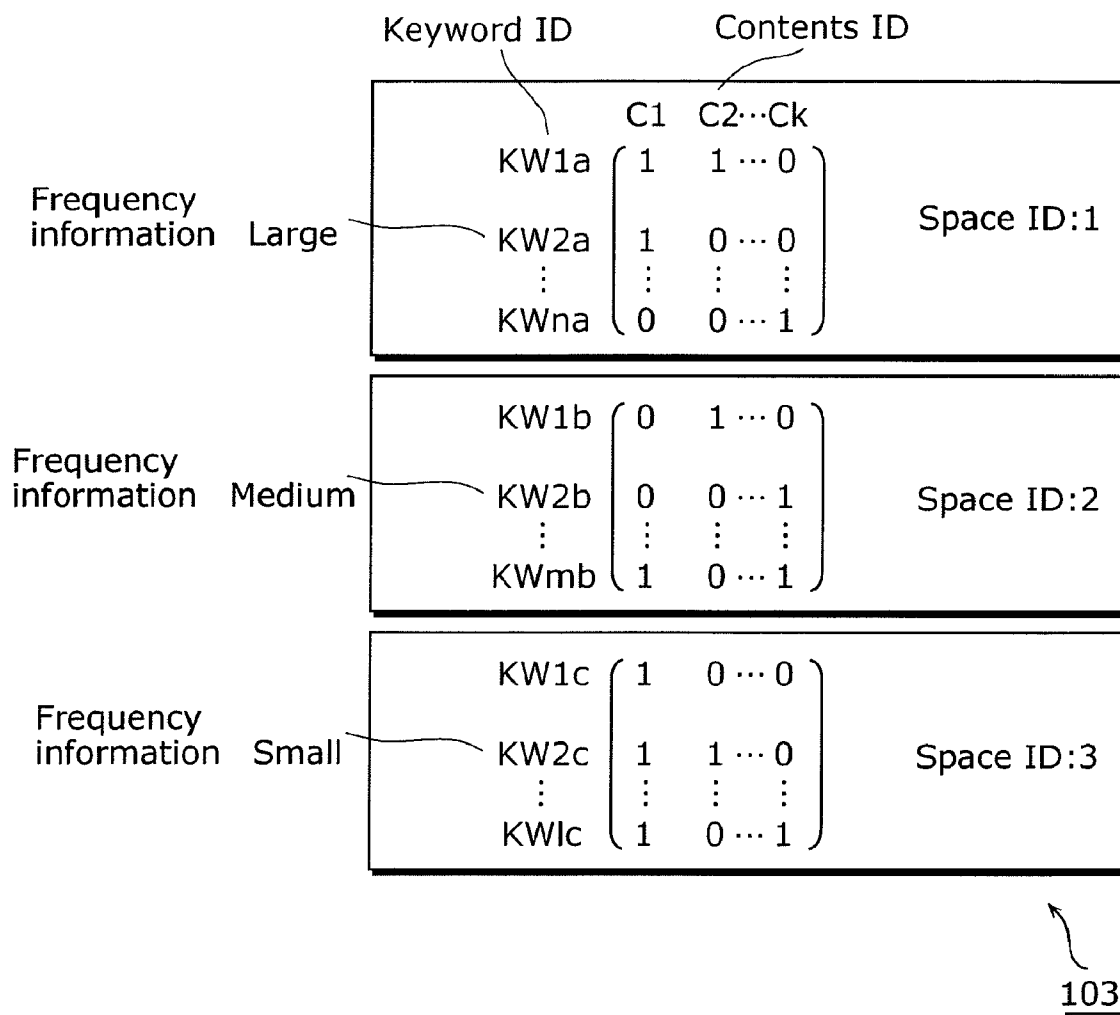 Keyword ID
Contents ID
C1 C2⋯Ck
KW1a 1 1 ⋯ 0
Frequency
information Large
KW2a 1 0 ⋯ 0
⋮ ⋮ ⋮ ⋮
KWna 0 0 ⋯ 1
Space ID:1
KW1b 0 1 ⋯ 0
Frequency
information Medium
KW2b 0 0 ⋯ 1
⋮ ⋮ ⋮ ⋮
KWmb 1 0 ⋯ 1
Space ID:2
KW1c 1 0 ⋯ 0
Frequency
information Small
KW2c 1 1 ⋯ 0
⋮ ⋮ ⋮ ⋮
KWlc 1 0 ⋯ 1
Space ID:3
103